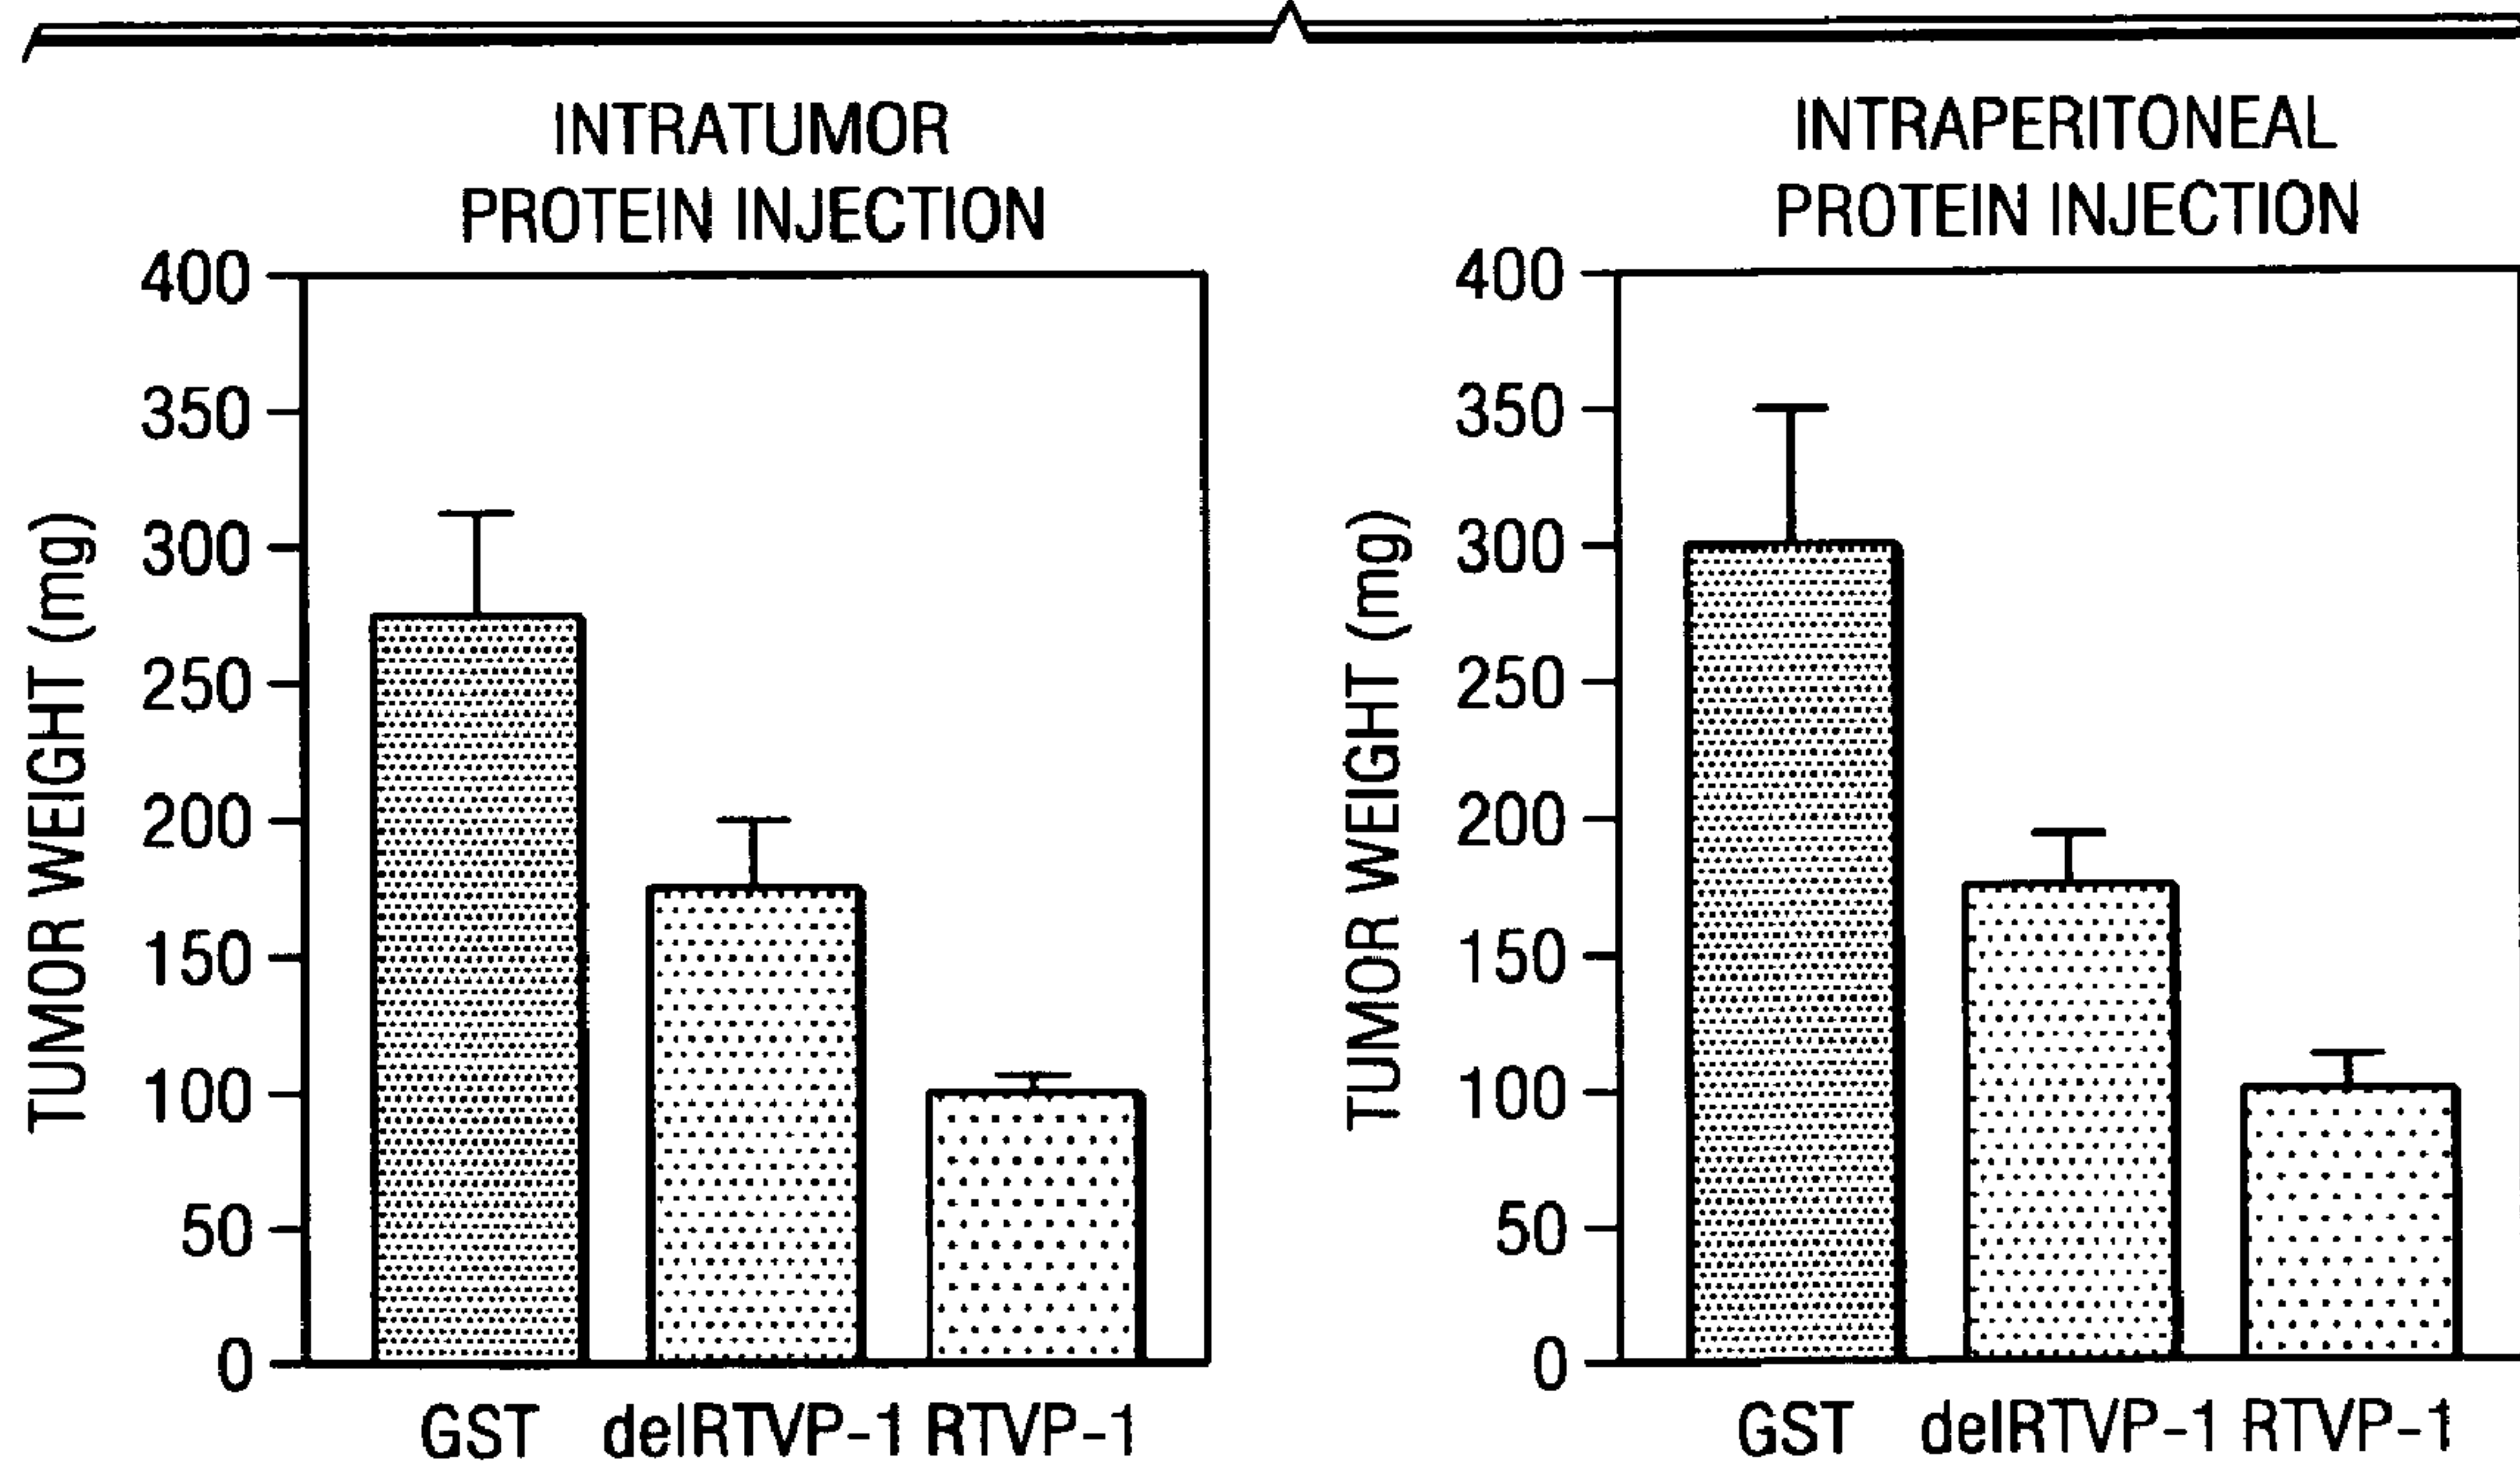 INTRATUMOR
PROTEIN INJECTION
TUMOR WEIGHT (mg)
400
350
300
250
200
150
100
50
0
GST delRTVP-1 RTVP-1
INTRAPERITONEAL
PROTEIN INJECTION
TUMOR WEIGHT (mg)
400
350
300
250
200
150
100
50
0
GST delRTVP-1 RTVP-1